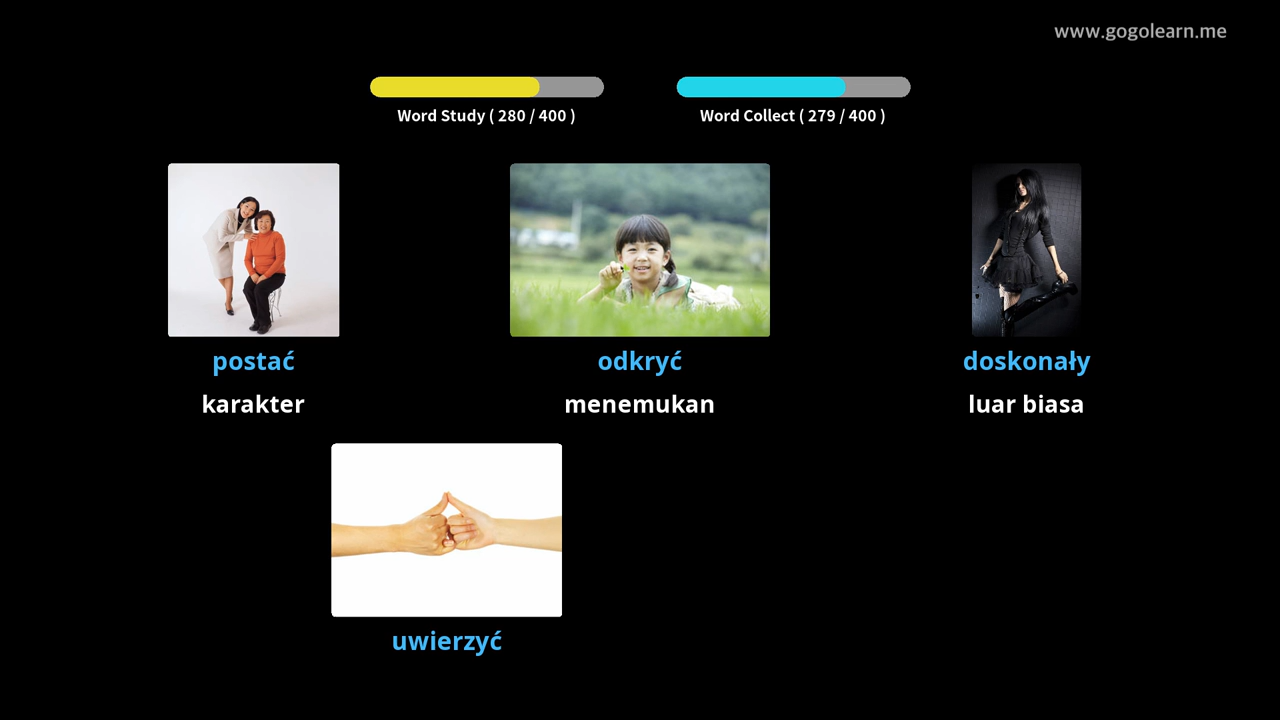 www.gogolearn.me
Word Study ( 280 / 400 )
Word Collect ( 279 / 400 )
postać
odkryć
doskonały
karakter
menemukan
luar biasa
uwierzyć